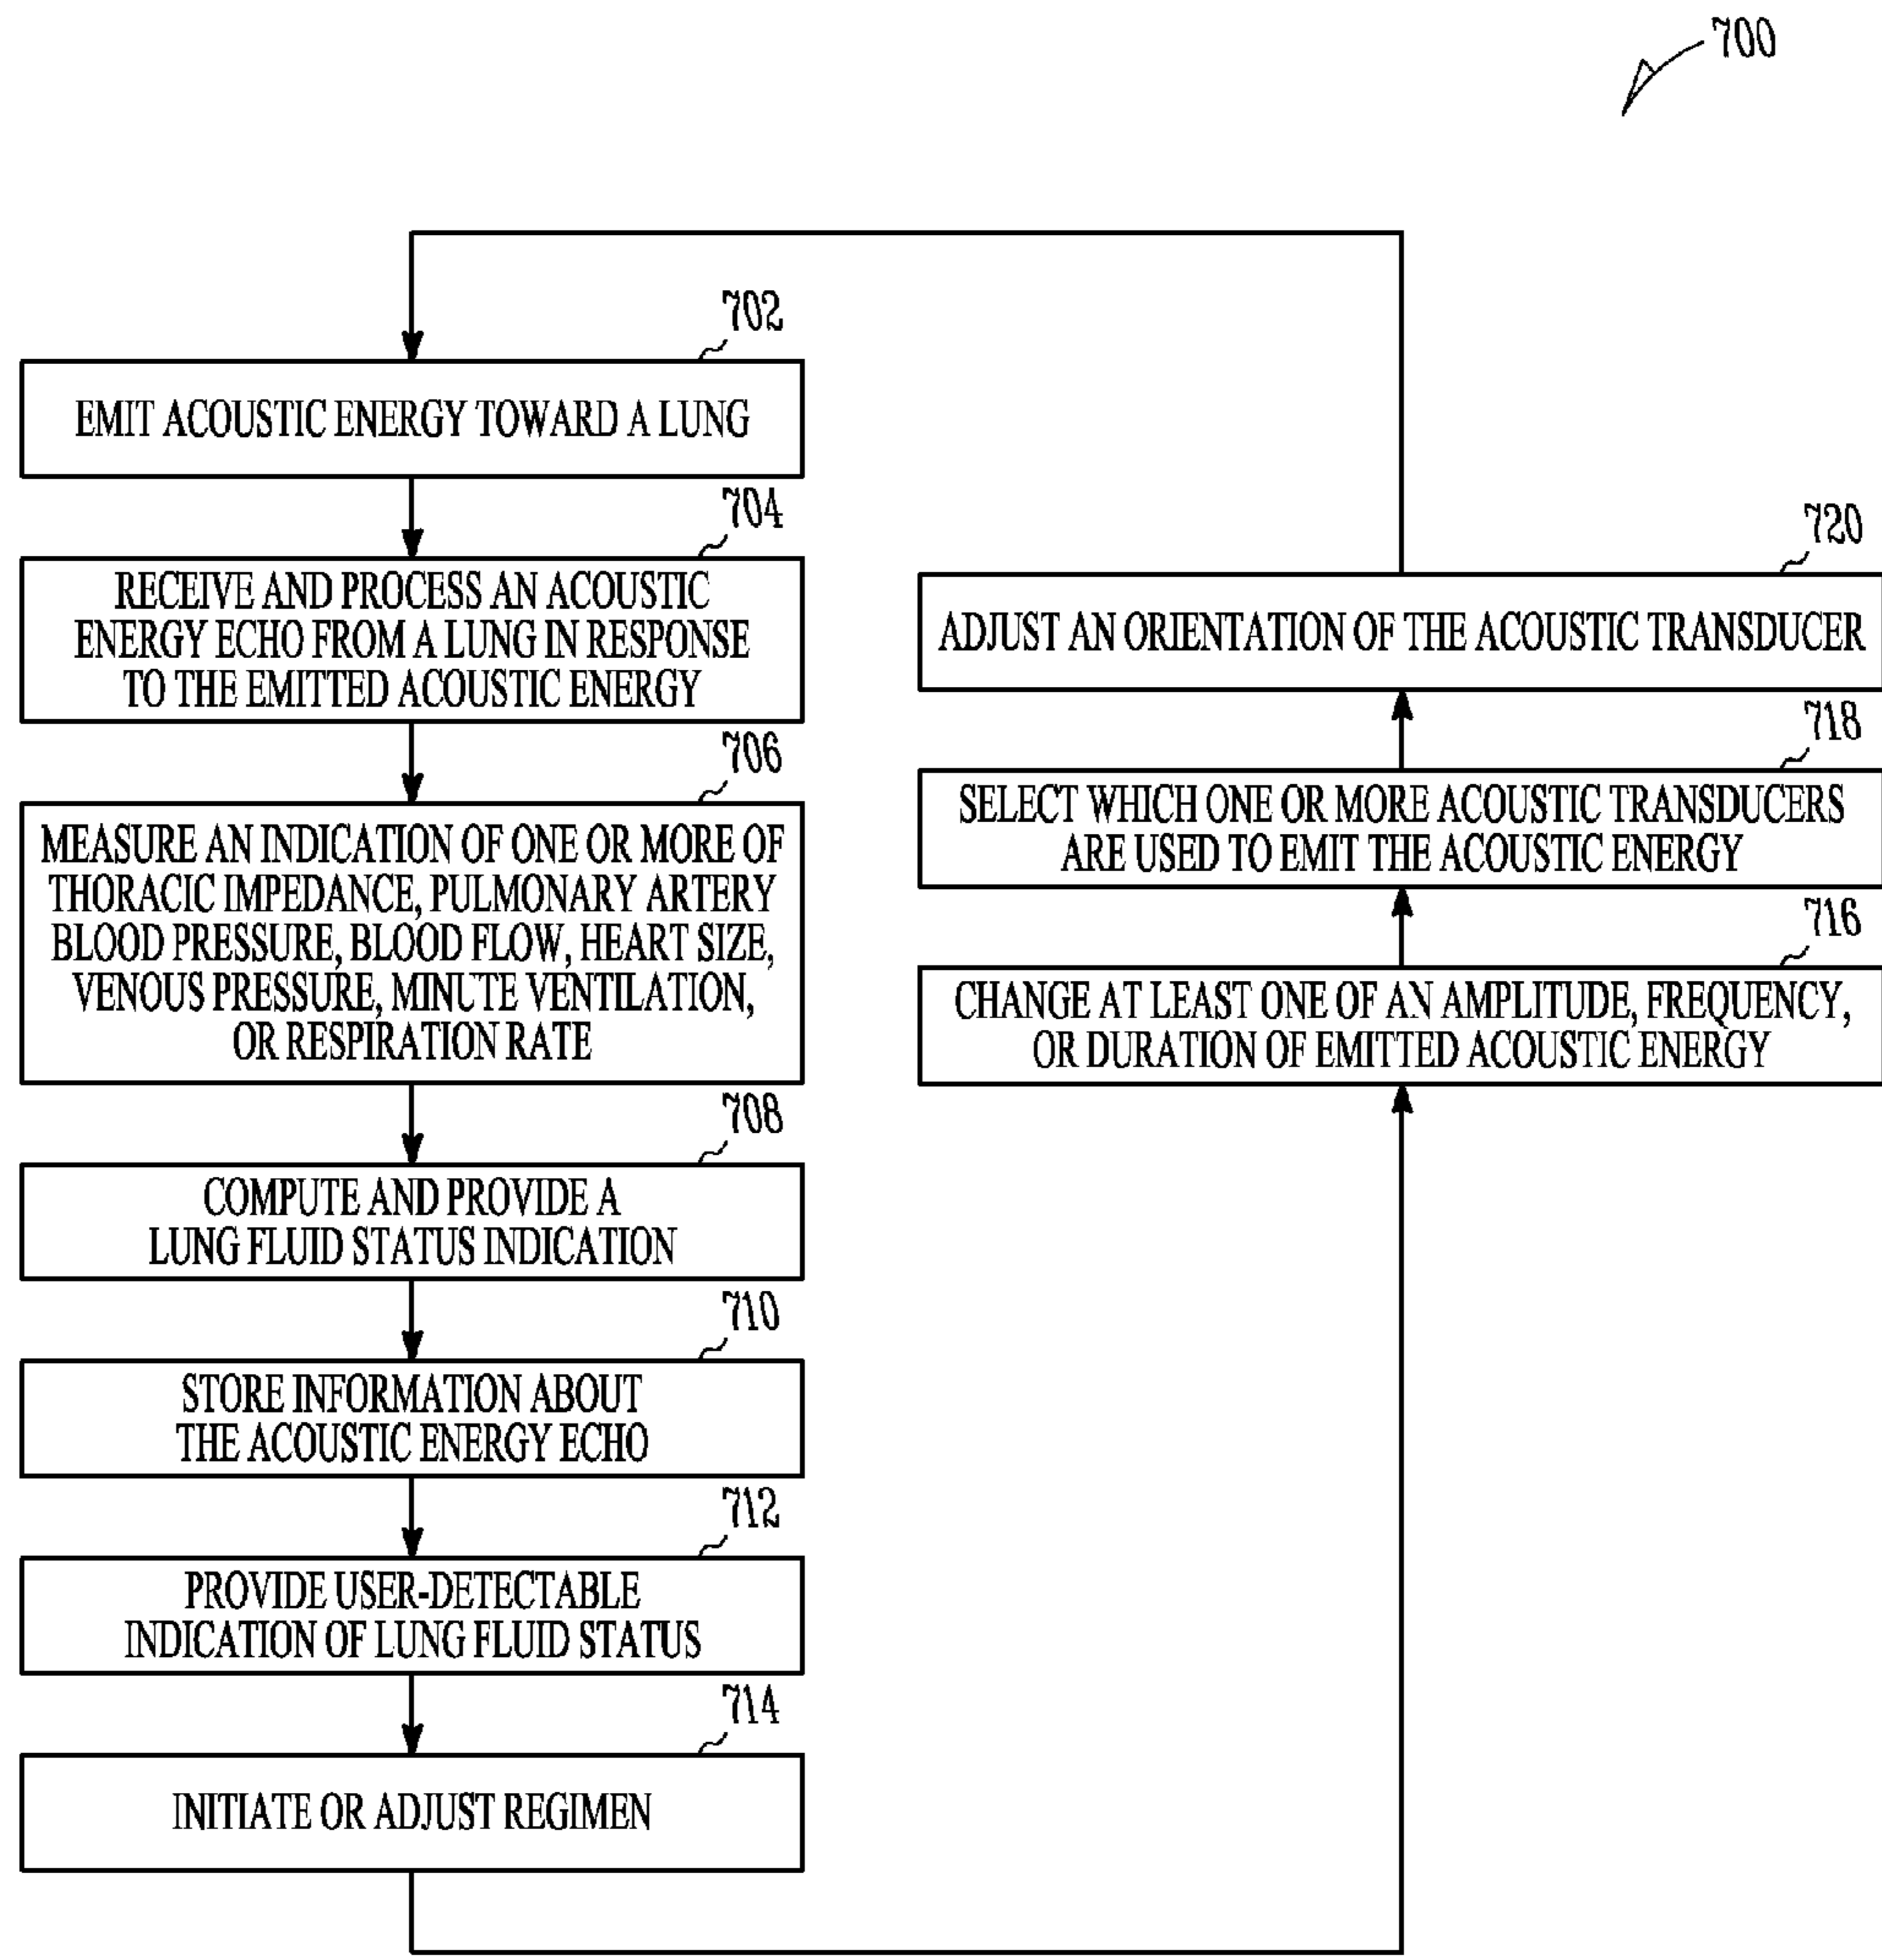 700
702
EMIT ACOUSTIC ENERGY TOWARD A LUNG
704
RECEIVE AND PROCESS AN ACOUSTIC
ENERGY ECHO FROM A LUNG IN RESPONSE
TO THE EMITTED ACOUSTIC ENERGY
706
MEASURE AN INDICATION OF ONE OR MORE OF
THORACIC IMPEDANCE, PULMONARY ARTERY
BLOOD PRESSURE, BLOOD FLOW, HEART SIZE,
VENOUS PRESSURE, MINUTE VENTILATION,
OR RESPIRATION RATE
708
COMPUTE AND PROVIDE A
LUNG FLUID STATUS INDICATION
710
STORE INFORMATION ABOUT
THE ACOUSTIC ENERGY ECHO
712
PROVIDE USER-DETECTABLE
INDICATION OF LUNG FLUID STATUS
714
INITIATE OR ADJUST REGIMEN
720
ADJUST AN ORIENTATION OF THE ACOUSTIC TRANSDUCER
718
SELECT WHICH ONE OR MORE ACOUSTIC TRANSDUCERS
ARE USED TO EMIT THE ACOUSTIC ENERGY
716
CHANGE AT LEAST ONE OF AN AMPLITUDE, FREQUENCY,
OR DURATION OF EMITTED ACOUSTIC ENERGY